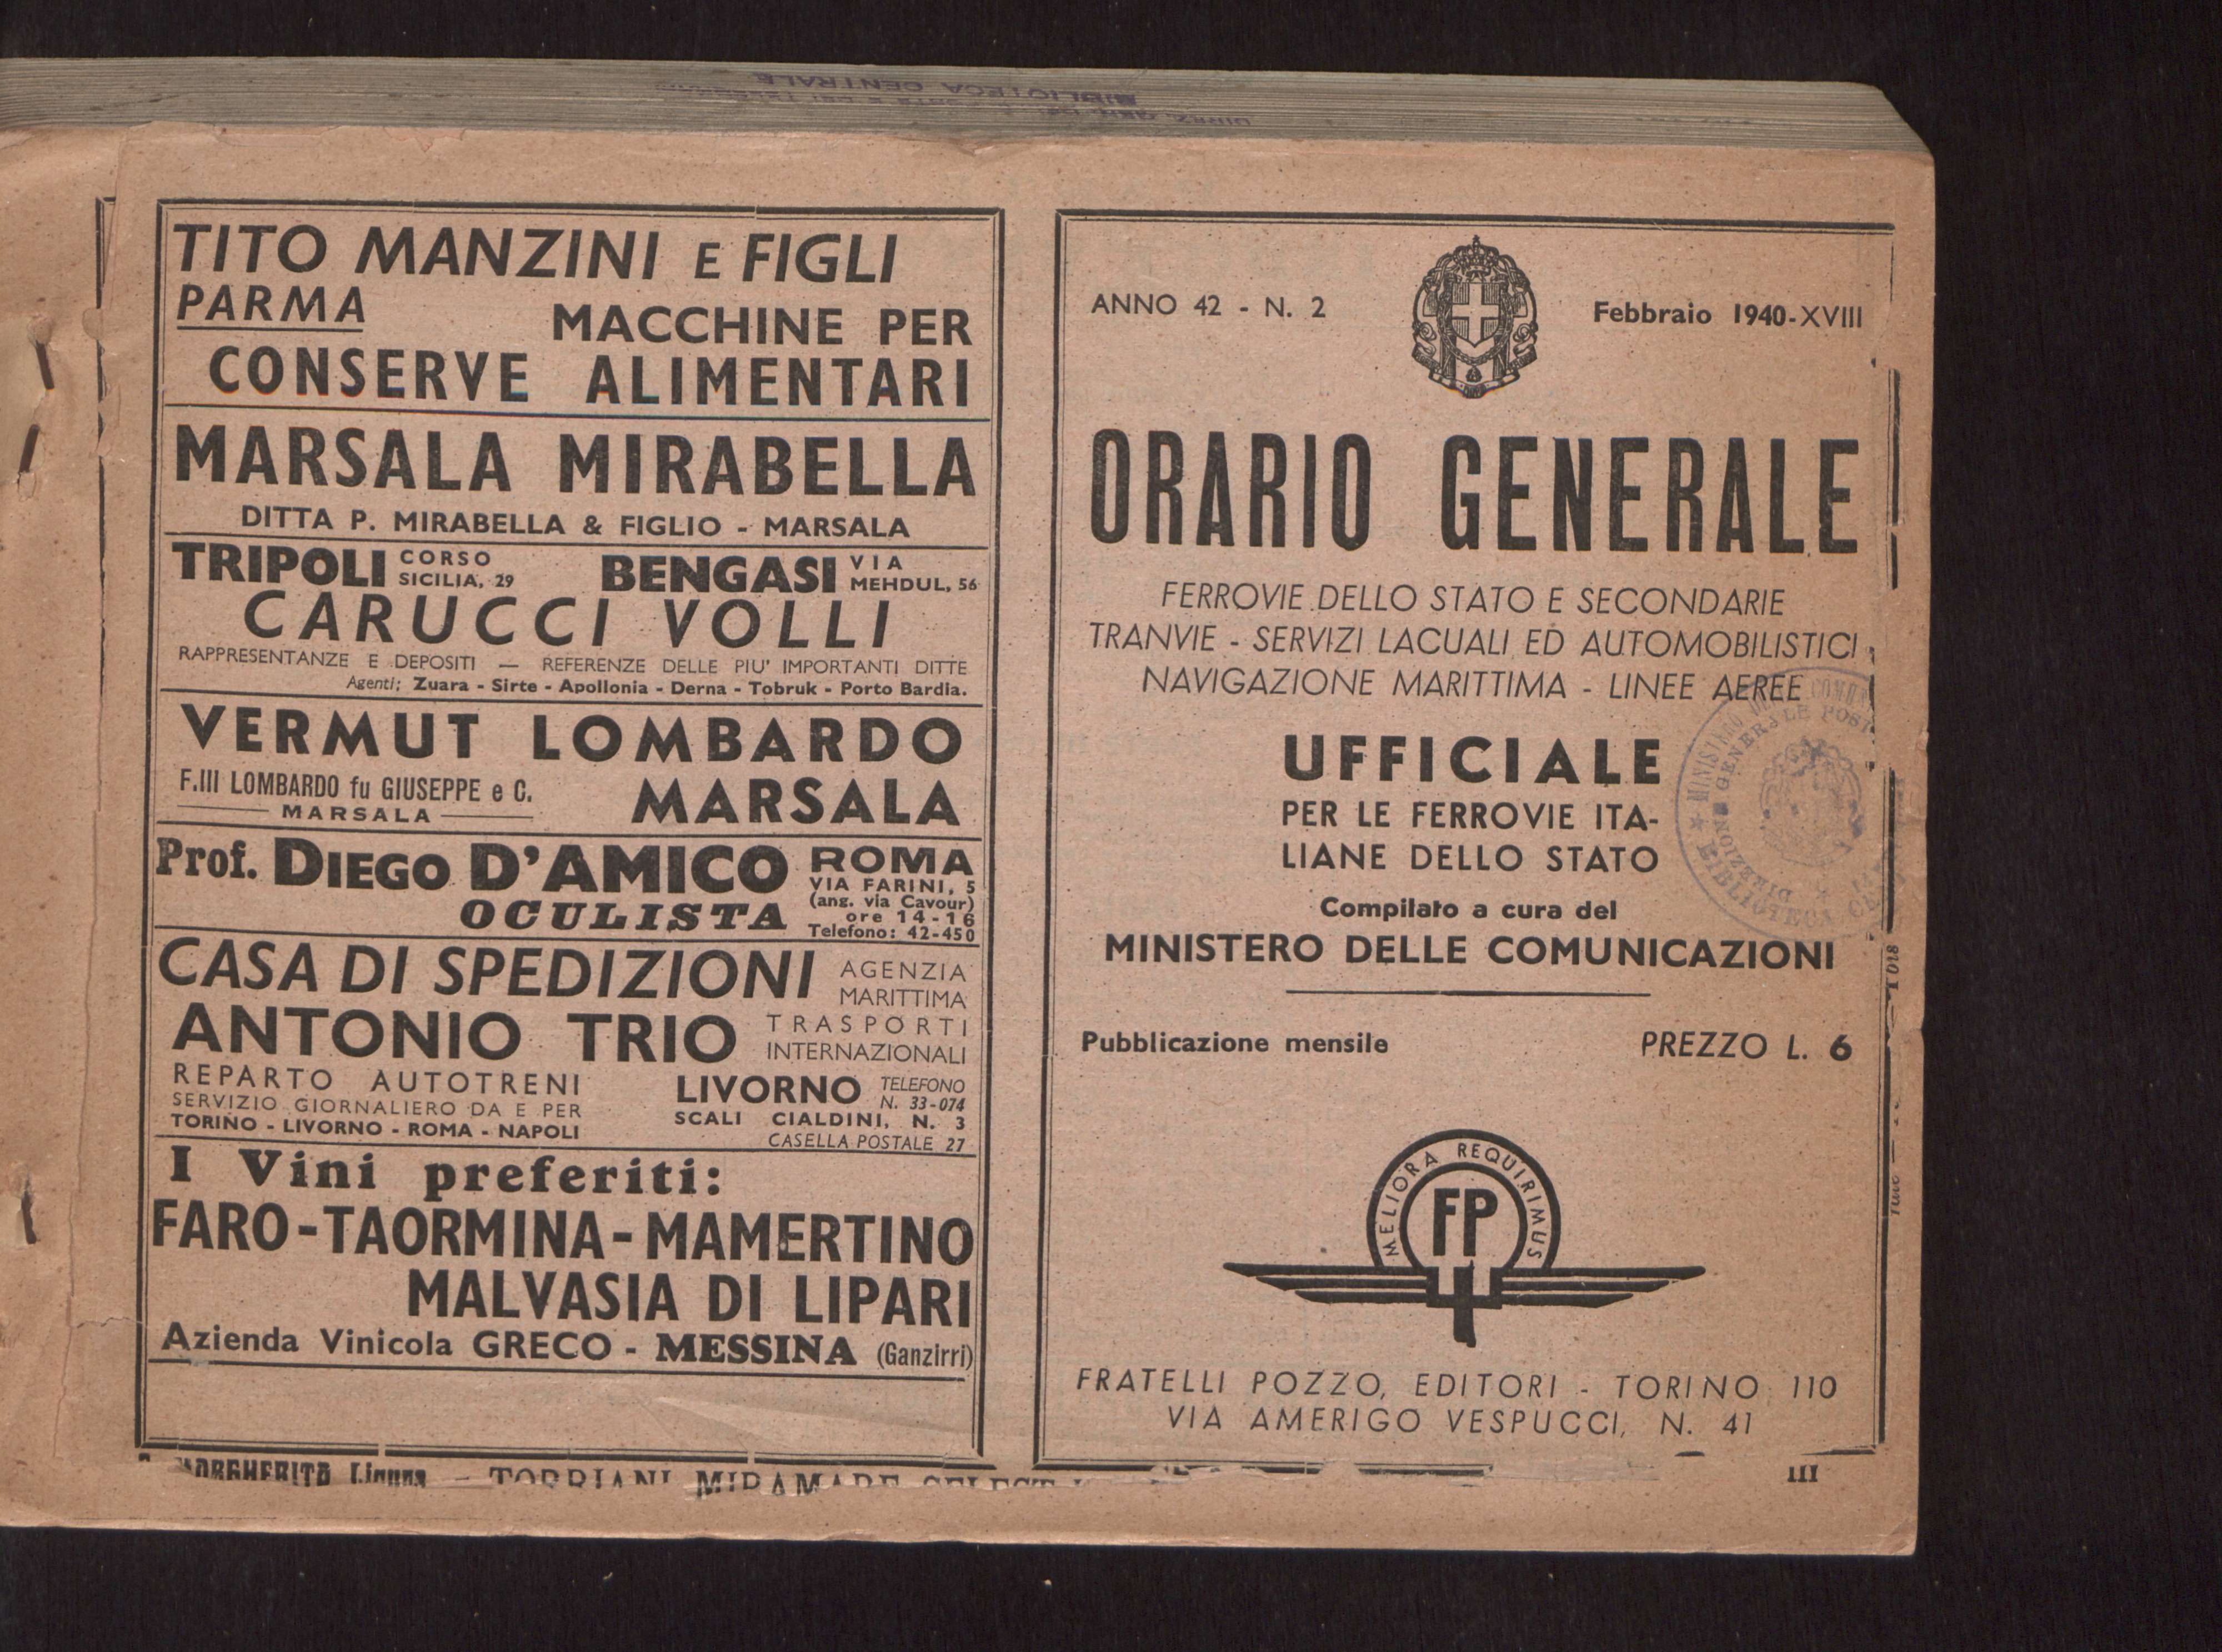 TITO MANZINI E FIGLI
PARMA
MACCHINE PER
CONSERVE ALIMENTARI
MARSALA MIRABELLA
DITTA P. MIRABELLA & FIGLIO - MARSALA
TRIPOLI CORSO SICILIA, 29 BENGASI VIA MEHDUL, 56
CARUCCI VOLLI
RAPPRESENTANZE E DEPOSITI — REFERENZE DELLE PIU' IMPORTANTI DITTE
Agenti: Zuara - Sirte - Apollonia - Derna - Tobruk - Porto Bardia.
VERMUT LOMBARDO
F.III LOMBARDO fu GIUSEPPE e C.
MARSALA
MARSALA
Prof. DIEGO D'AMICO
OCULISTA
ROMA
VIA FARINI, 5
(ang. via Cavour)
ore 14-16
Telefono: 42-450
CASA DI SPEDIZIONI
ANTONIO TRIO
AGENZIA
MARITTIMA
TRASPORTI
INTERNAZIONALI
REPARTO AUTOTRENI
SERVIZIO GIORNALIERO DA E PER
TORINO - LIVORNO - ROMA - NAPOLI
LIVORNO TELEFONO N. 33-074
SCALI CIALDINI, N. 3
CASELLA POSTALE 27
I Vini preferiti:
FARO-TAORMINA-MAMERTINO
MALVASIA DI LIPARI
Azienda Vinicola GRECO - MESSINA (Ganzirri)
TORRIANI MIRAMARE
ANNO 42 - N. 2
Febbraio 1940-XVIII
ORARIO GENERALE
FERROVIE DELLO STATO E SECONDARIE
TRANVIE - SERVIZI LACUALI ED AUTOMOBILISTICI
NAVIGAZIONE MARITTIMA - LINEE AEREE
UFFICIALE
PER LE FERROVIE ITA-
LIANE DELLO STATO
Compilato a cura del
MINISTERO DELLE COMUNICAZIONI
Pubblicazione mensile
PREZZO L. 6
MELIORA REQUIRIMUS
FP
FRATELLI POZZO, EDITORI - TORINO 110
VIA AMERIGO VESPUCCI, N. 41
III
BIBLIOTECA CENTRALE